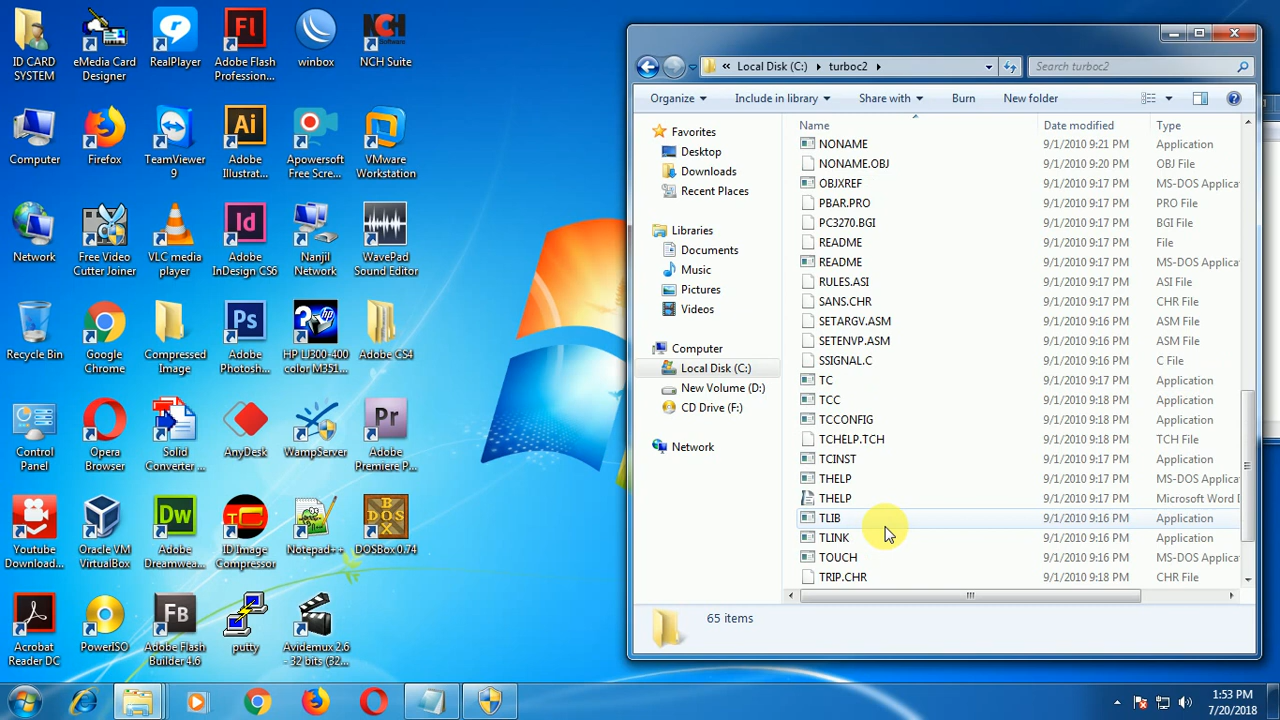 ID CARD
SYSTEM
eMedia Card
Designer
RealPlayer
Adobe Flash
Profession...
winbox
NCH
Software
NCH Suite
Computer
Firefox
TeamViewer
9
Ai
Adobe
Illustrat...
Apowersoft
Free Scre...
VMware
Workstation
Network
Free Video
Cutter Joiner
VLC media
player
Id
Adobe
InDesign CS6
Nanjil
Network
WavePad
Sound Editor
Recycle Bin
Google
Chrome
Compressed
Image
Ps
Adobe
Photosh...
HP LJ300-400
color M351...
Adobe CS4
Control
Panel
Opera
Browser
Solid
Converter ...
AnyDesk
WampServer
Pr
Adobe
Premiere P...
Youtube
Download...
Oracle VM
VirtualBox
Dw
Adobe
Dreamwea...
ID Image
Compressor
Notepad++
DOSBox 0.74
Acrobat
Reader DC
PowerISO
Fb
Adobe Flash
Builder 4.6
putty
Avidemux 2.6
- 32 bits (32...
« Local Disk (C:) turboc2
Search turboc2
Organize Include in library Share with Burn New folder
Favorites
Desktop
Downloads
Recent Places
Libraries
Documents
Music
Pictures
Videos
Computer
Local Disk (C:)
New Volume (D:)
CD Drive (F:)
Network
Name Date modified Type
NONAME 9/1/2010 9:21 PM Application
NONAME.OBJ 9/1/2010 9:20 PM OBJ File
OBJXREF 9/1/2010 9:17 PM MS-DOS Applica
PBAR.PRO 9/1/2010 9:17 PM PRO File
PC3270.BGI 9/1/2010 9:17 PM BGI File
README 9/1/2010 9:17 PM File
README 9/1/2010 9:17 PM Application
RULES.ASI 9/1/2010 9:17 PM ASI File
SANS.CHR 9/1/2010 9:17 PM CHR File
SETARGV.ASM 9/1/2010 9:16 PM ASM File
SETENVP.ASM 9/1/2010 9:16 PM ASM File
SSIGNAL.C 9/1/2010 9:16 PM C File
TC 9/1/2010 9:17 PM Application
TCC 9/1/2010 9:17 PM Application
TCCONFIG 9/1/2010 9:18 PM Application
TCHELP.TCH 9/1/2010 9:18 PM TCH File
TCINST 9/1/2010 9:17 PM Application
THELP 9/1/2010 9:17 PM MS-DOS Applica
THELP 9/1/2010 9:17 PM Microsoft Word D
TLIB 9/1/2010 9:16 PM Application
TLINK 9/1/2010 9:16 PM Application
TOUCH 9/1/2010 9:16 PM MS-DOS Applica
TRIP.CHR 9/1/2010 9:18 PM CHR File
65 items
1:53 PM
7/20/2018